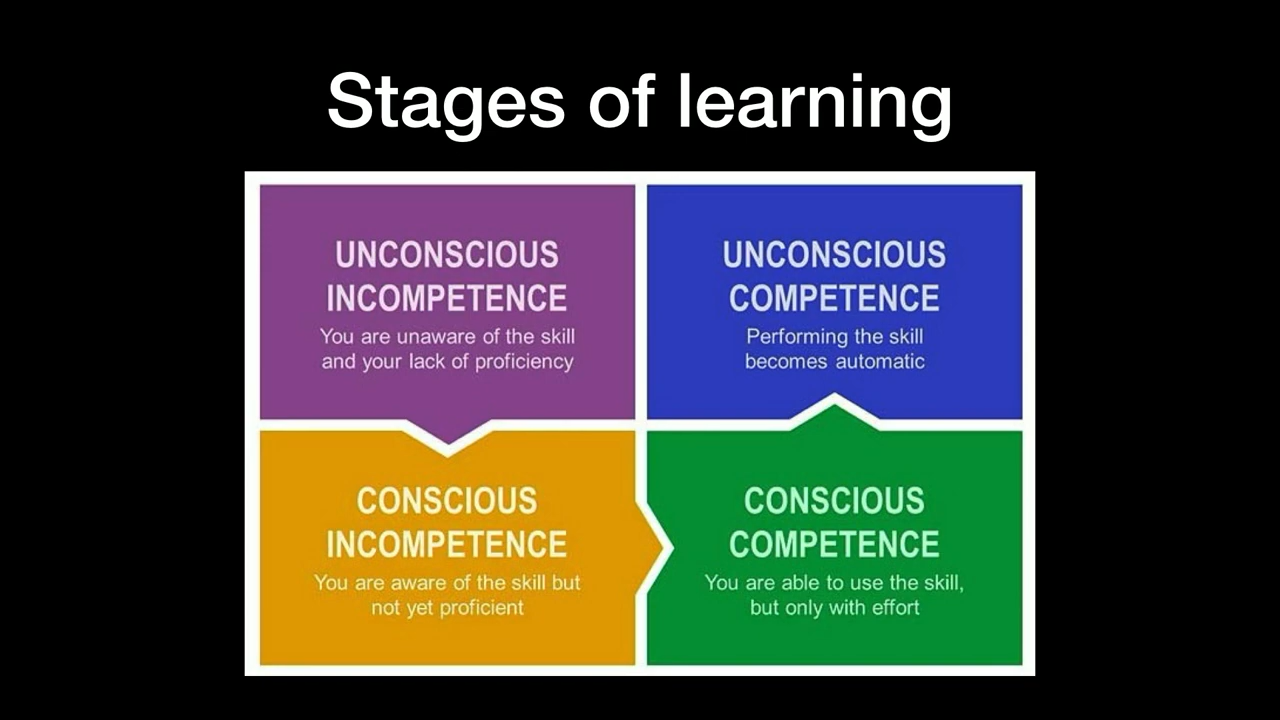 Stages of learning
UNCONSCIOUS
INCOMPETENCE
You are unaware of the skill
and your lack of proficiency
UNCONSCIOUS
COMPETENCE
Performing the skill
becomes automatic
CONSCIOUS
INCOMPETENCE
You are aware of the skill but
not yet proficient
CONSCIOUS
COMPETENCE
You are able to use the skill,
but only with effort